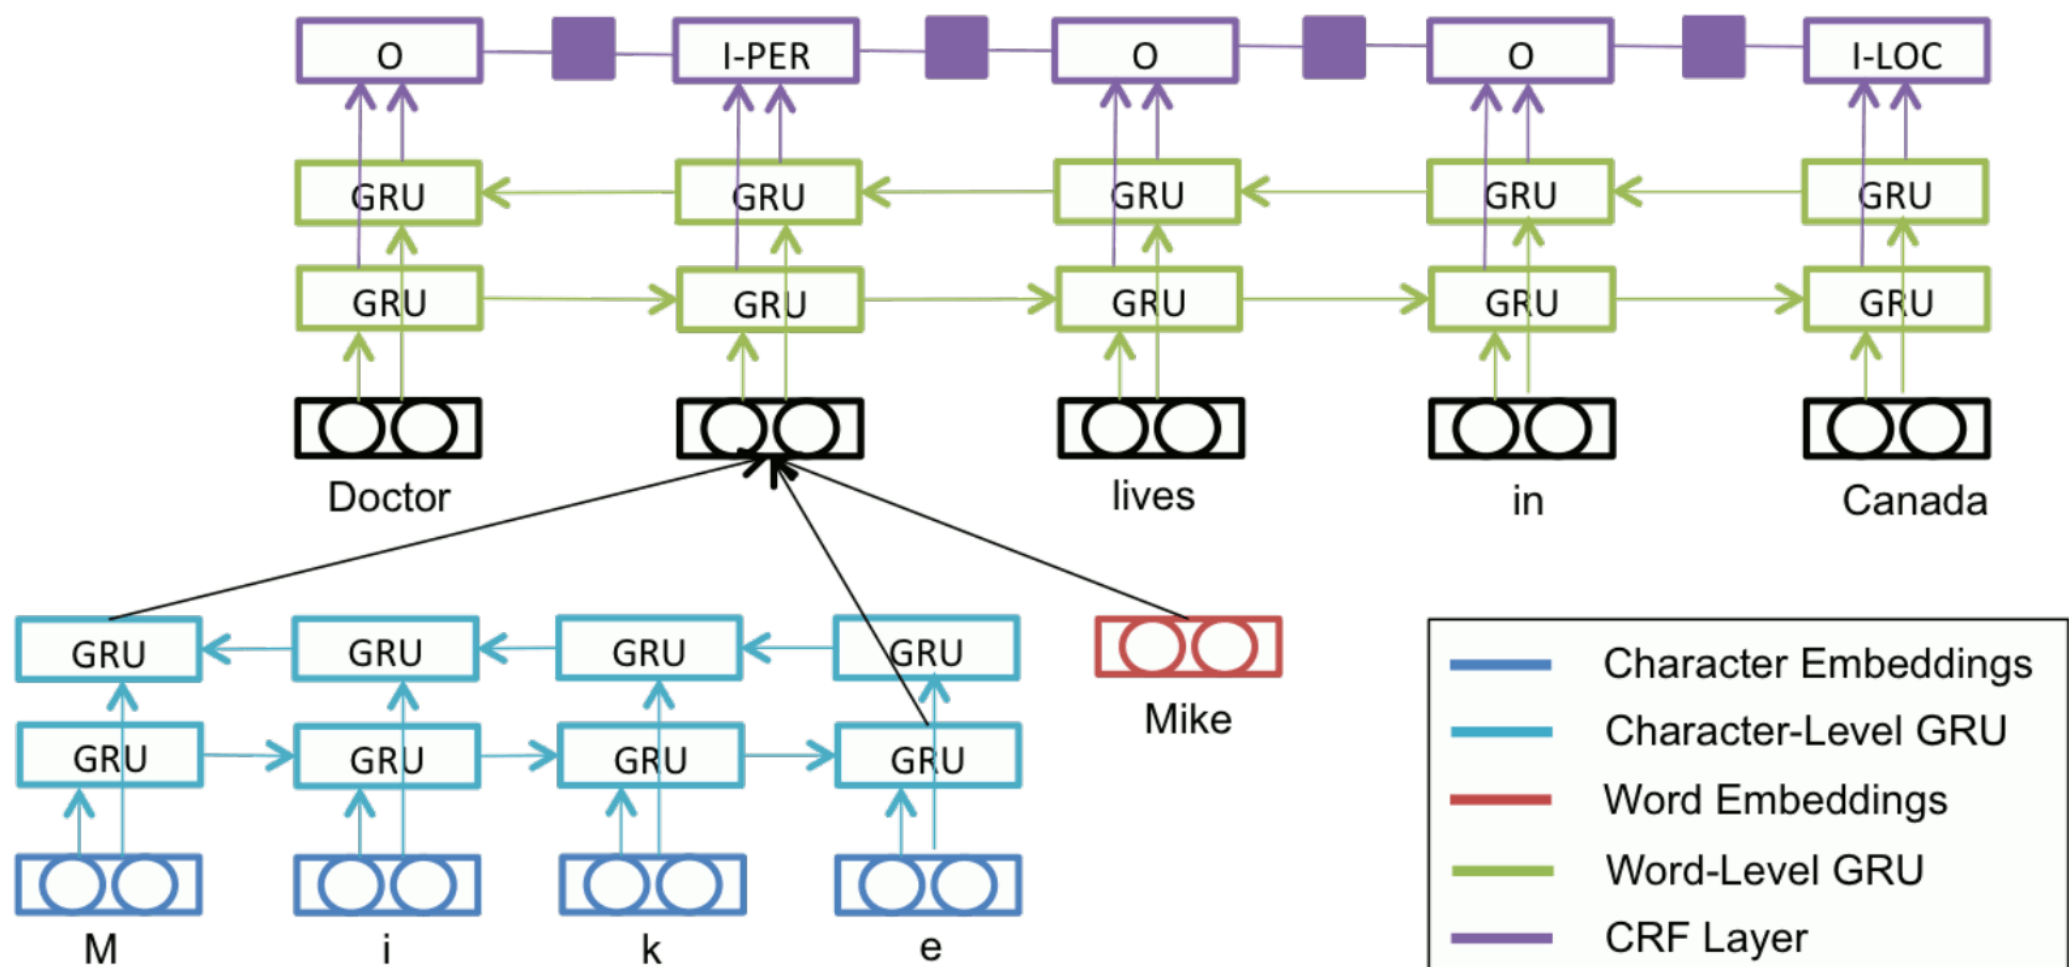 O I-PER O O I-LOC
GRU GRU GRU GRU GRU
GRU GRU GRU GRU GRU
Doctor lives in Canada
GRU GRU GRU GRU
GRU GRU GRU GRU
Mike
M i k e
Character Embeddings
Character-Level GRU
Word Embeddings
Word-Level GRU
CRF Layer